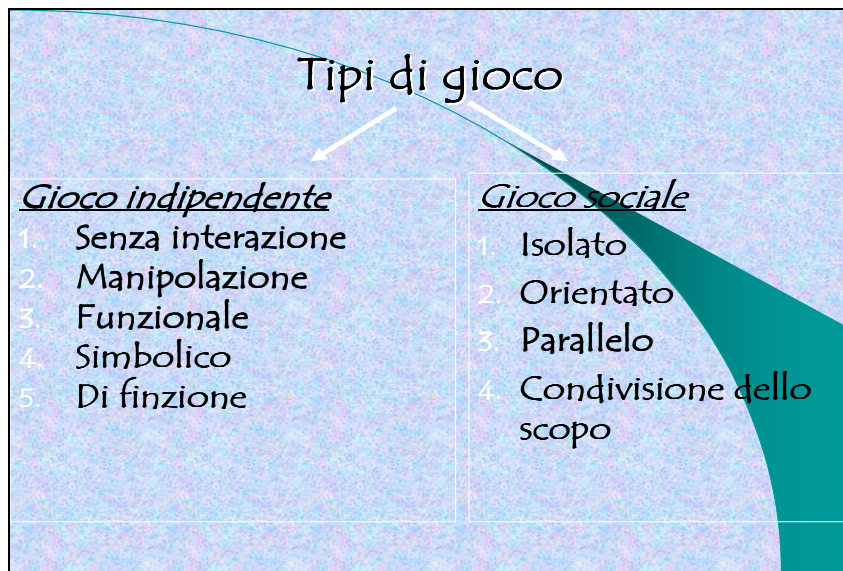 Tipi di gioco
Gioco indipendente
1. Senza interazione
2. Manipolazione
3. Funzionale
4. Simbolico
5. Di finzione
Gioco sociale
1. Isolato
2. Orientato
3. Parallelo
4. Condivisione dello
scopo